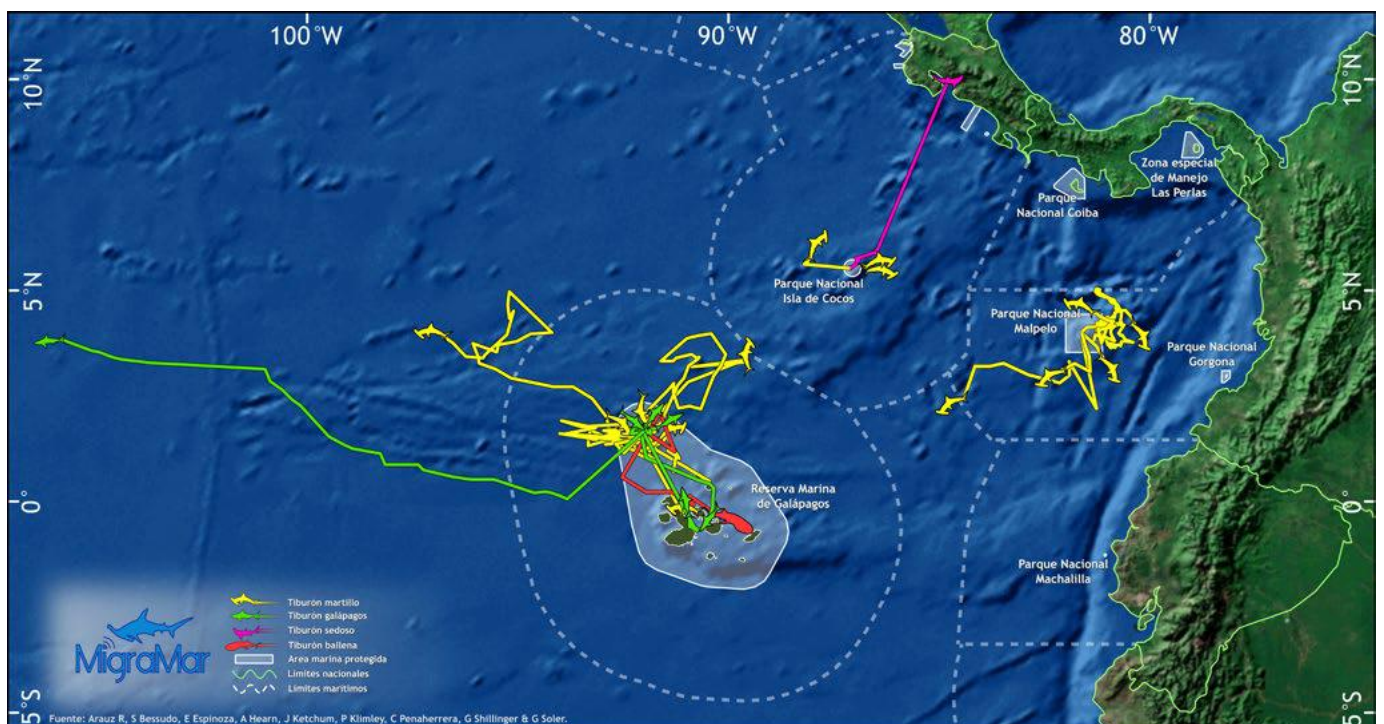 100°W
90°W
80°W
10°N
10°N
Zona especial
de Manejo
Las Perlas
Parque
Nacional Coiba
Parque Nacional
Isla de Cocos
5°N
5°N
Parque Nacional
Malpelo
Parque Nacional
Gorgona
Reserva Marina
de Galápagos
0°
0°
Parque Nacional
Machalilla
MigraMar
Tiburón martillo
Tiburón galápagos
Tiburón sedoso
Tiburón ballena
Area marina protegida
Límites nacionales
Límites marítimos
5°S
5°S
Fuente: Arauz R, S Bessudo, E Espinoza, A Hearn, J Ketchum, P Klimley, C Penaherrera, G Shillinger & G Soler.